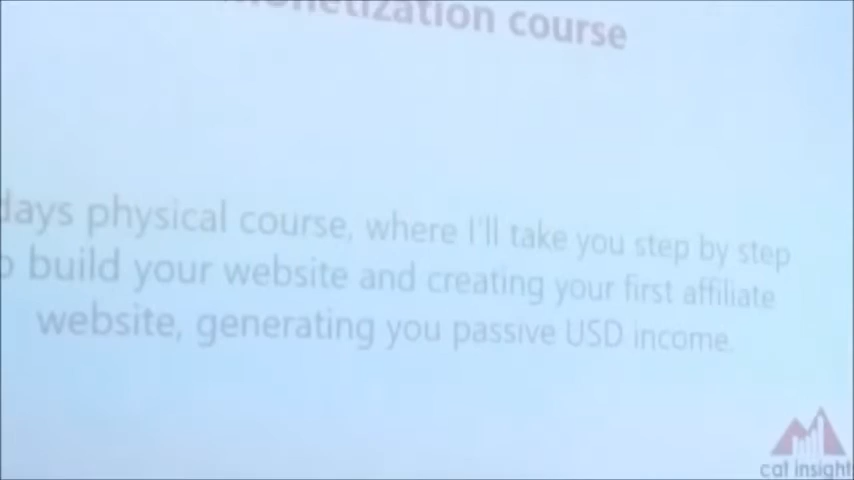 course
days physical course, where I'll take you step by step
build your website and creating your first affiliate
website, generating you passive USD income.
cat insight